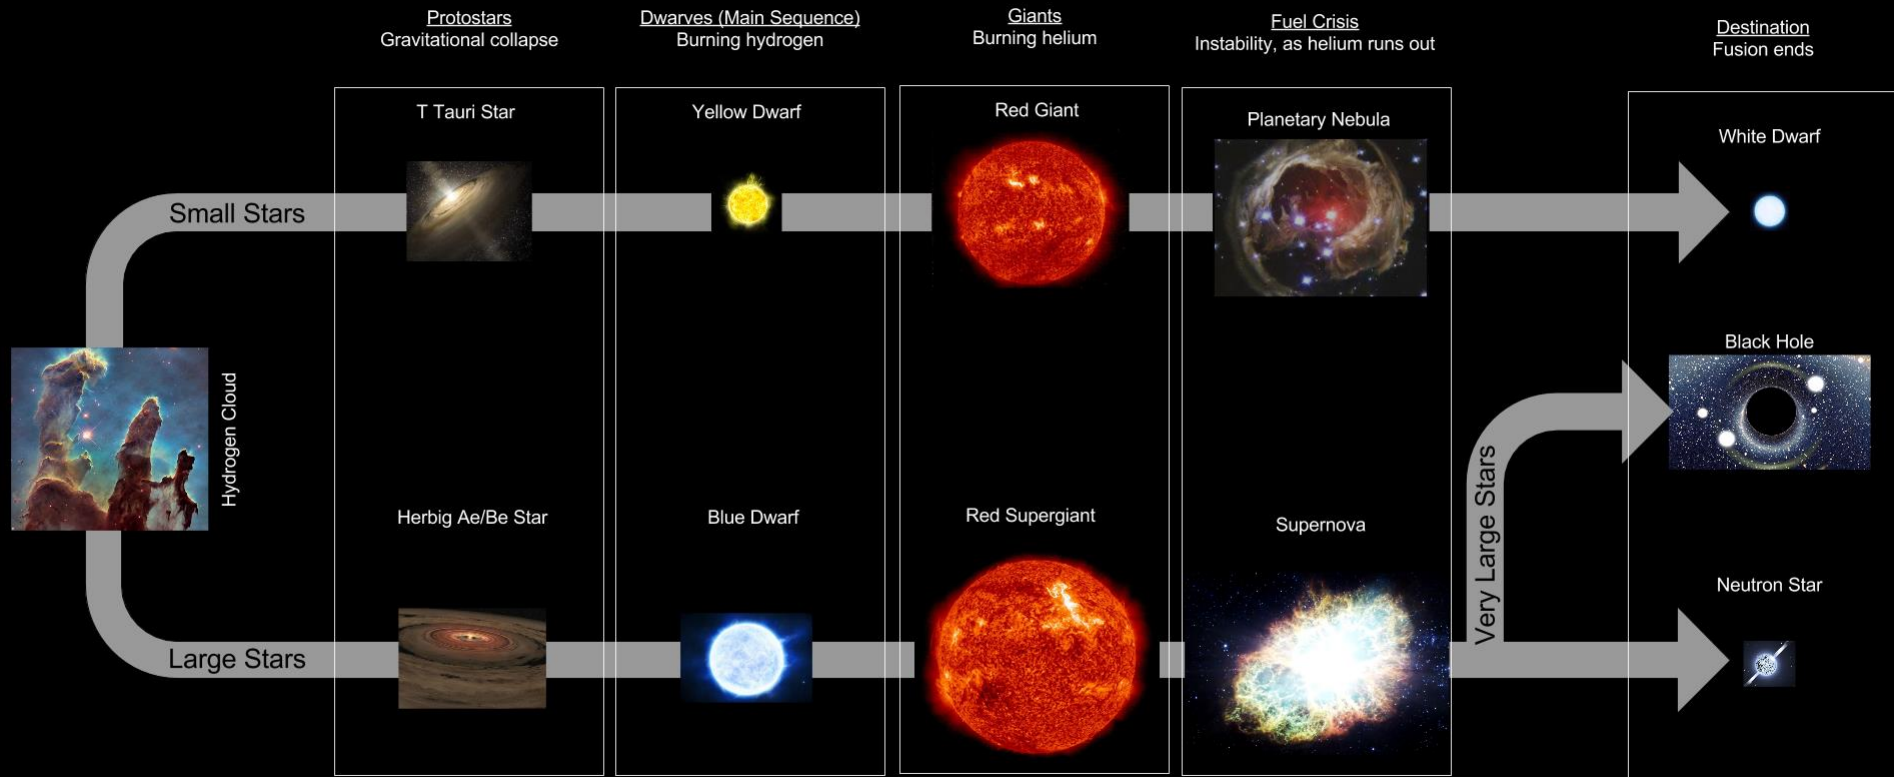 Protostars
Gravitational collapse
Dwarves (Main Sequence)
Burning hydrogen
Giants
Burning helium
Fuel Crisis
Instability, as helium runs out
Destination
Fusion ends
T Tauri Star
Yellow Dwarf
Red Giant
Planetary Nebula
White Dwarf
Small Stars
Hydrogen Cloud
Black Hole
Very Large Stars
Herbig Ae/Be Star
Blue Dwarf
Red Supergiant
Supernova
Neutron Star
Large Stars